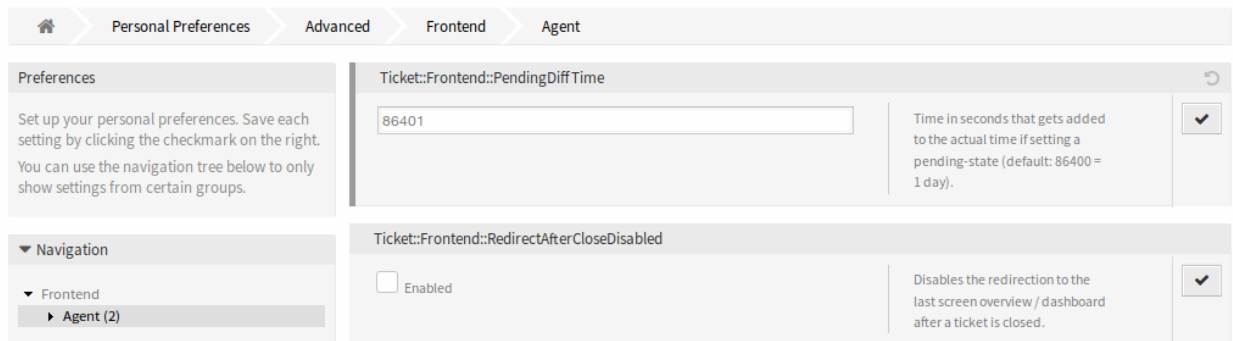 Personal Preferences Advanced Frontend Agent
Preferences
Set up your personal preferences. Save each
setting by clicking the checkmark on the right.
You can use the navigation tree below to only
show settings from certain groups.
Navigation
Frontend
Agent (2)
Ticket::Frontend::PendingDiffTime
86401
Time in seconds that gets added
to the actual time if setting a
pending-state (default: 86400 =
1 day).
Ticket::Frontend::RedirectAfterCloseDisabled
Enabled
Disables the redirection to the
last screen overview / dashboard
after a ticket is closed.